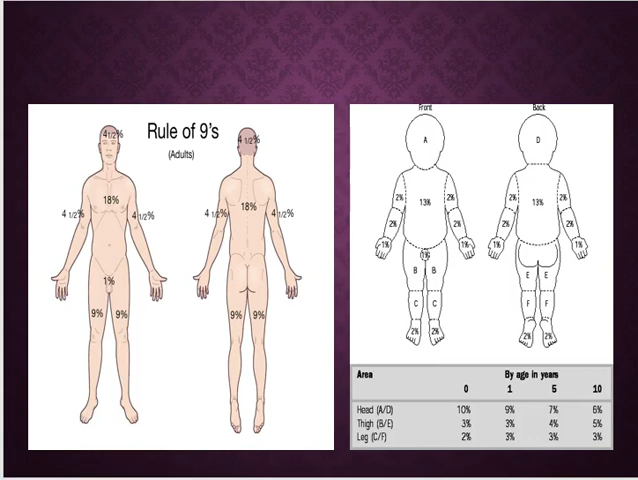 Rule of 9's
(Adults)
4 1/2%
4 1/2%
18%
18%
4 1/2%
4 1/2%
4 1/2%
4 1/2%
1%
9%
9%
9%
9%
Front
Back
A
D
2%
2%
2%
2%
13%
13%
2%
2%
2%
2%
1%
1%
1%
1%
1%
B
B
E
E
C
C
F
F
2%
2%
2%
2%
Area
By age in years
0
1
5
10
Head (A/D) 10% 9% 7% 6%
Thigh (B/E) 3% 3% 4% 5%
Leg (C/F) 2% 3% 3% 3%